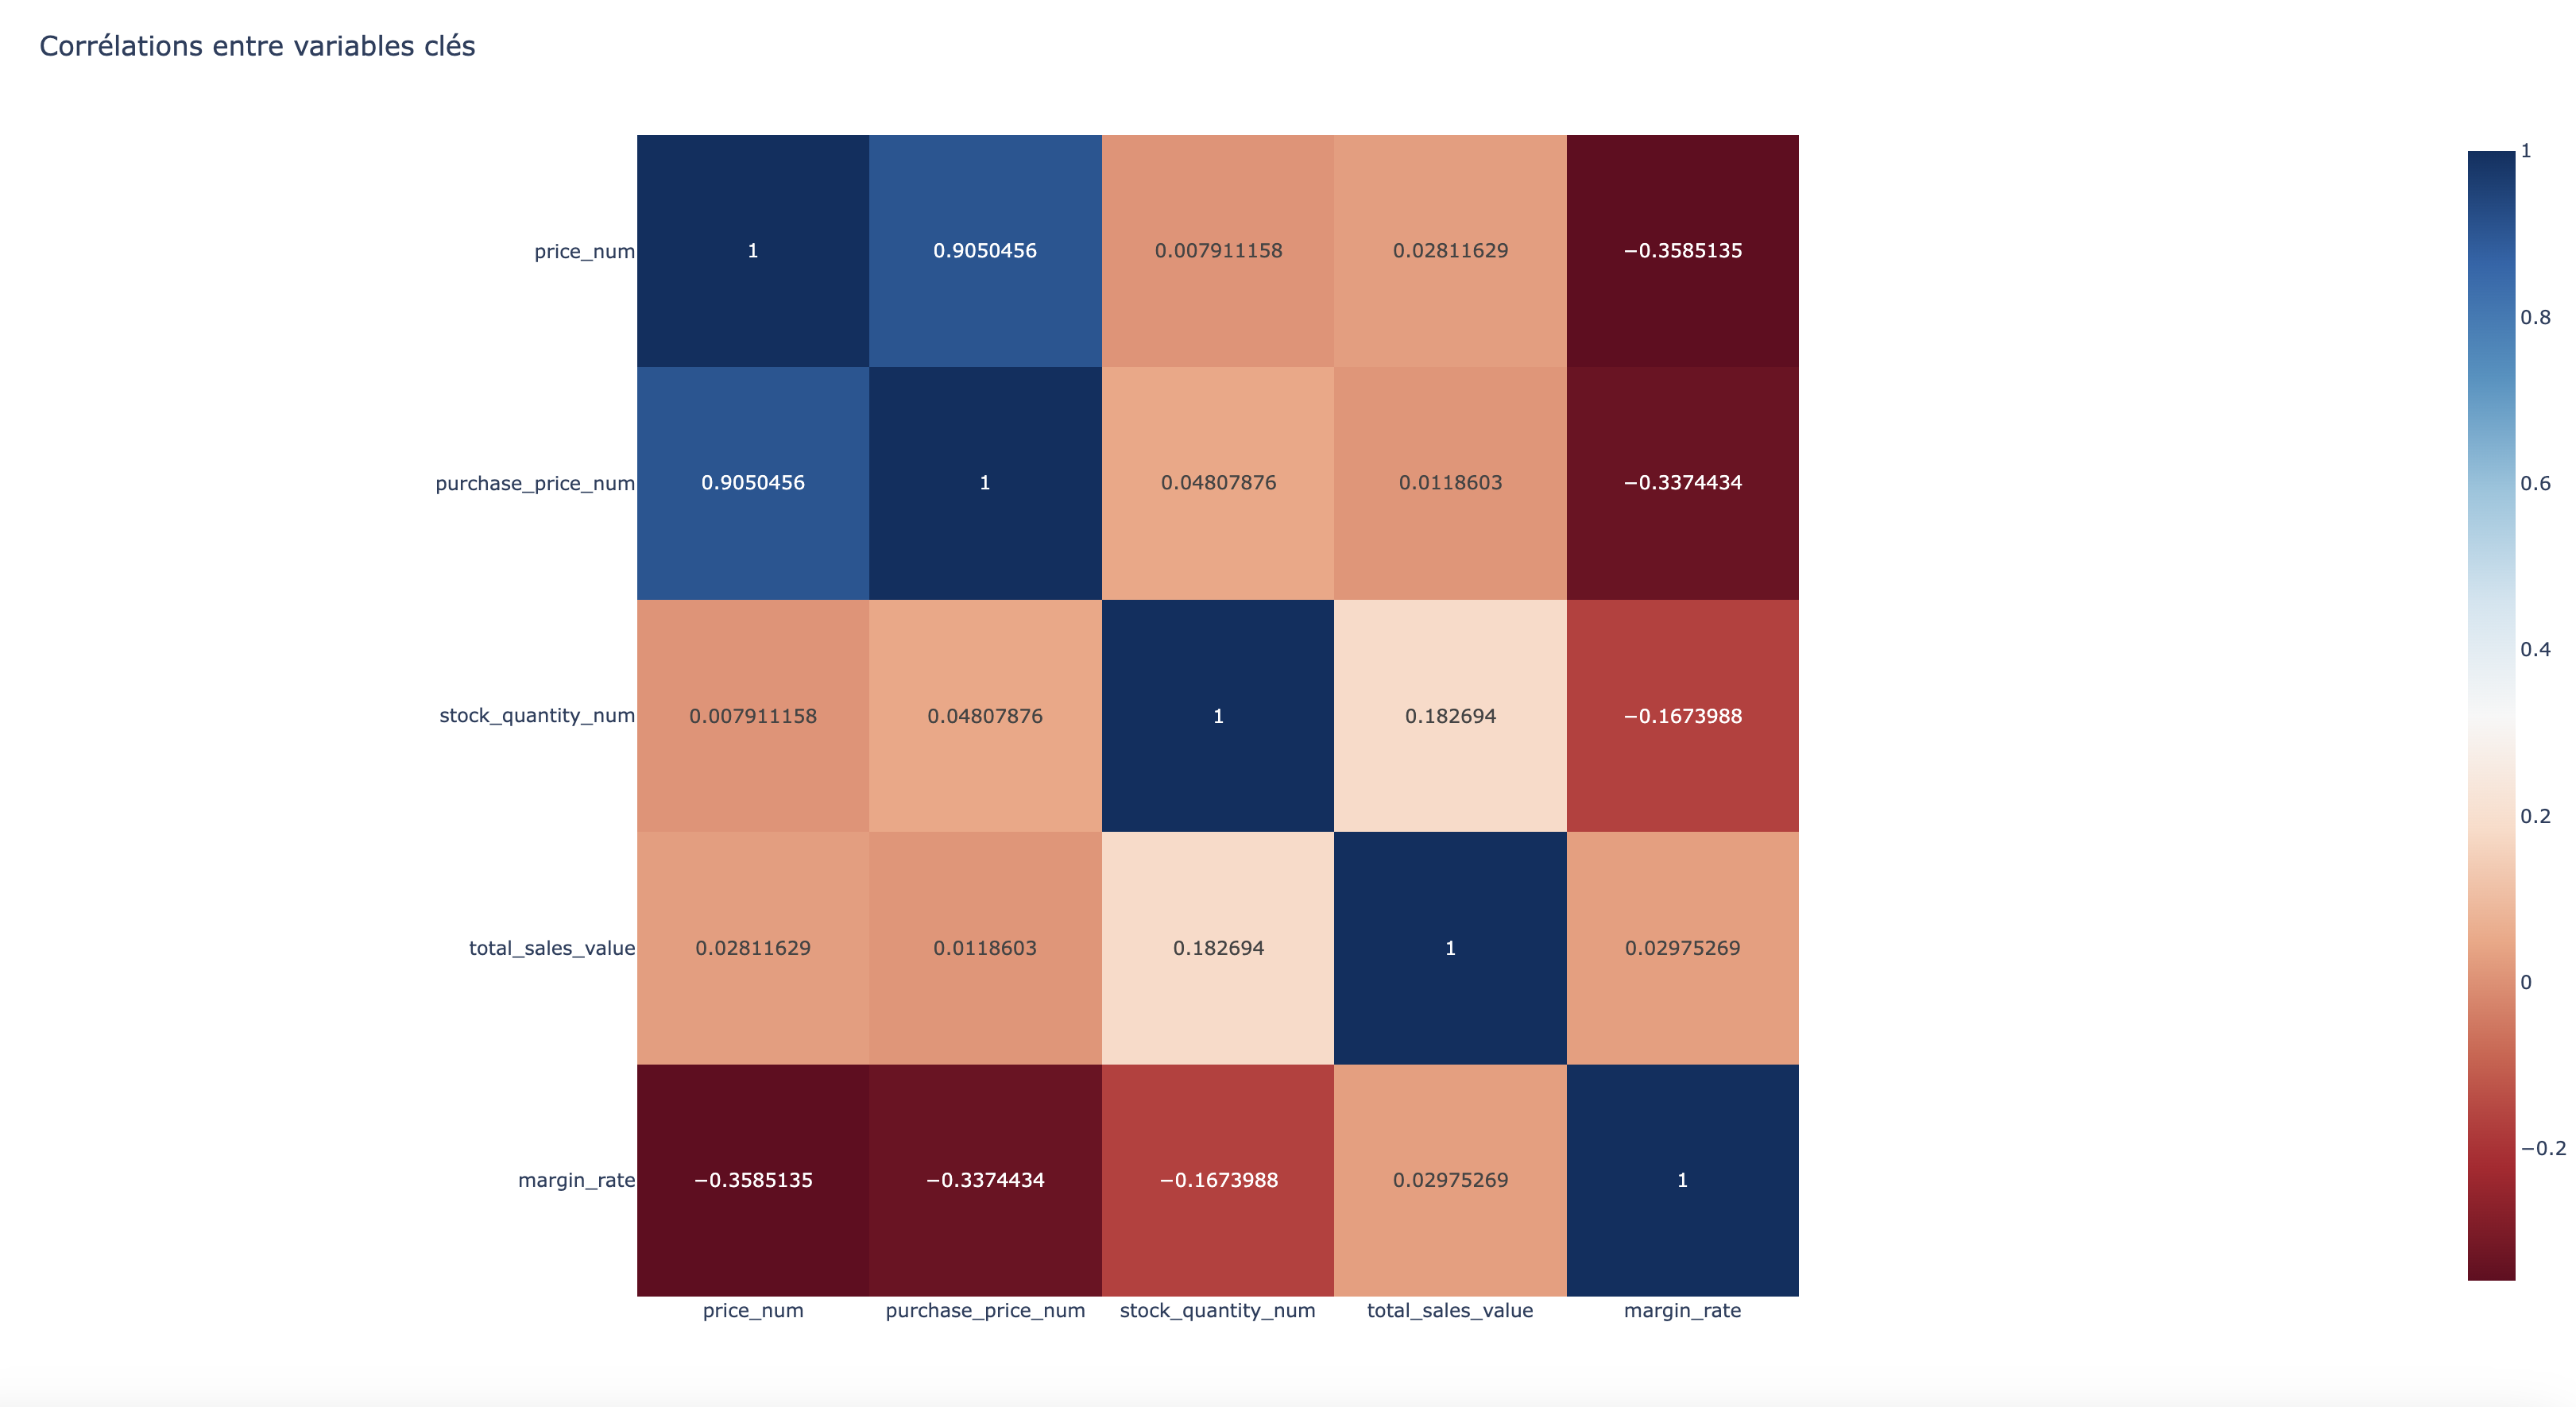 Corrélations entre variables clés
price_num 1 0.9050456 0.007911158 0.02811629 −0.3585135
purchase_price_num 0.9050456 1 0.04807876 0.0118603 −0.3374434
stock_quantity_num 0.007911158 0.04807876 1 0.182694 −0.1673988
total_sales_value 0.02811629 0.0118603 0.182694 1 0.02975269
margin_rate −0.3585135 −0.3374434 −0.1673988 0.02975269 1
price_num purchase_price_num stock_quantity_num total_sales_value margin_rate
1
0.8
0.6
0.4
0.2
0
−0.2